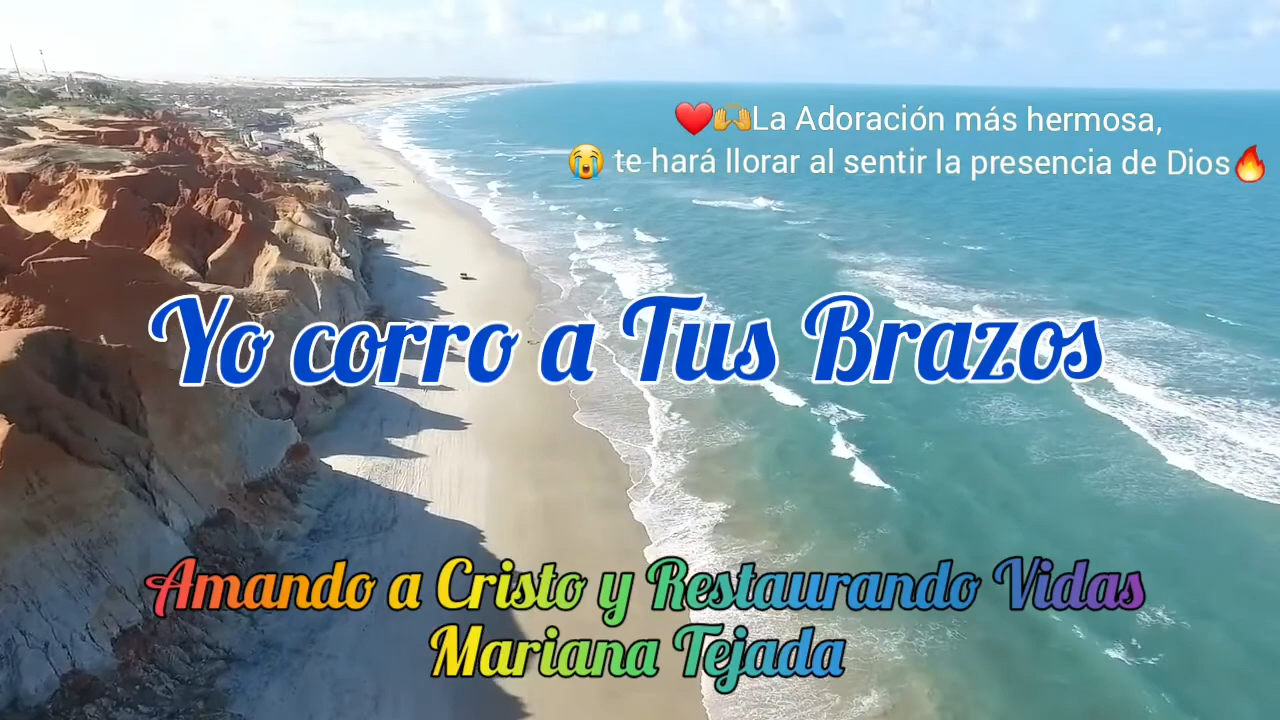 ❤️🙌La Adoración más hermosa,
😭 te hará llorar al sentir la presencia de Dios🔥
Yo corro a Tus Brazos
Amando a Cristo y Restaurando Vidas
Mariana Tejada